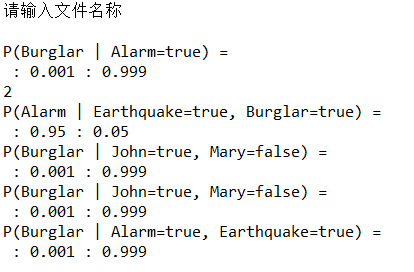 请输入文件名称
P(Burglar | Alarm=true) =
 : 0.001 : 0.999
2
P(Alarm | Earthquake=true, Burglar=true) =
 : 0.95 : 0.05
P(Burglar | John=true, Mary=false) =
 : 0.001 : 0.999
P(Burglar | John=true, Mary=false) =
 : 0.001 : 0.999
P(Burglar | Alarm=true, Earthquake=true) =
 : 0.001 : 0.999